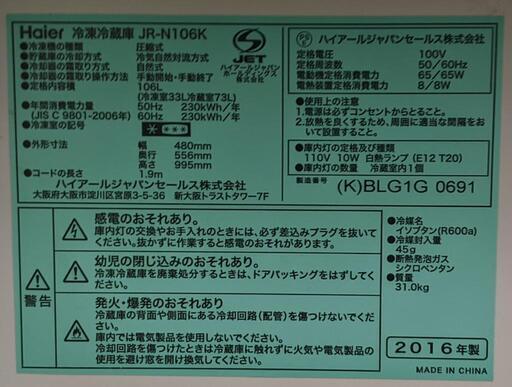 Haier 冷凍冷蔵庫 JR-N106K
●冷凍機の種類 圧縮式
●貯蔵庫の冷却方式 冷気自然対流方式
●冷却器の霜取り方式 自然式
●冷却器の霜取り操作方法 手動開始・手動終了
●定格内容積 106L
(冷凍室33L冷蔵室73L)
●年間消費電力量 50Hz 230kWh/年
(JIS C 9801-2006年) 60Hz 230kWh/年
●冷凍室の記号
●外形寸法 幅 480mm
奥行 556mm
高さ 995mm
●コードの長さ 1.9m
ハイアールジャパンセールス株式会社
大阪府大阪市淀川区宮原3-5-36 新大阪トラストタワー7F
JET
ハイアールジャパン
ホールディングス
株式会社
PSE
ハイアールジャパンセールス株式会社
定格電圧 100V
定格周波数 50/60Hz
電動機定格消費電力 65/65W
電熱装置定格消費電力 8/8W
●使用上の注意
1.電源は必ずコンセントからとること。
2.放熱を良くするため、周囲に適当な間隔をおい
て設置すること。
●庫内灯の定格及び種類
110V 10W 白熱ランプ (E12 T20)
●庫内灯の数量 冷蔵室内1個
製造番号 (K)BLG1G 0691
警告
感電のおそれあり。
庫内灯の交換やお手入れのときは、必ず差込みプラグを抜いて
ください。抜かずに作業すると感電のおそれがあります。
幼児の閉じ込めのおそれあり。
冷凍冷蔵庫を廃棄処分するときは、ドアパッキングをはずしてく
ださい。
発火・爆発のおそれあり。
冷蔵庫の背面や側面にある冷却回路(配管)を傷つけないでく
ださい。
庫内では電気製品を使用しないでください。
冷却回路を傷つけたときは冷蔵庫に触れずに火気や電気製品の
使用を避け窓を開け換気してください。
●冷媒名
イソブタン(R600a)
●冷媒封入量
45g
●断熱発泡ガス
シクロペンタン
●質量
31.0kg
2016年製
MADE IN CHINA